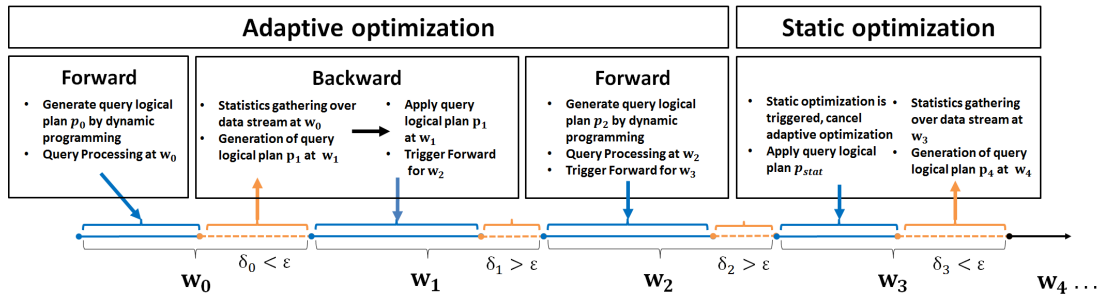 Adaptive optimization
Static optimization
Forward
• Generate query logical
plan p0 by dynamic
programming
• Query Processing at w0
Backward
• Statistics gathering over
data stream at w0
• Generation of query
logical plan p1 at w1
• Apply query
logical plan p1
at w1
• Trigger Forward
for w2
Forward
• Generate query logical
plan p2 by dynamic
programming
• Query Processing at w2
• Trigger Forward for w3
• Static optimization is
triggered, cancel
adaptive optimization
• Apply query logical
plan pstat
• Statistics gathering
over data stream at
w3
• Generation of query
logical plan p4 at w4
δ0 < ε
δ1 > ε
δ2 > ε
δ3 < ε
w0
w1
w2
w3
w4 ...